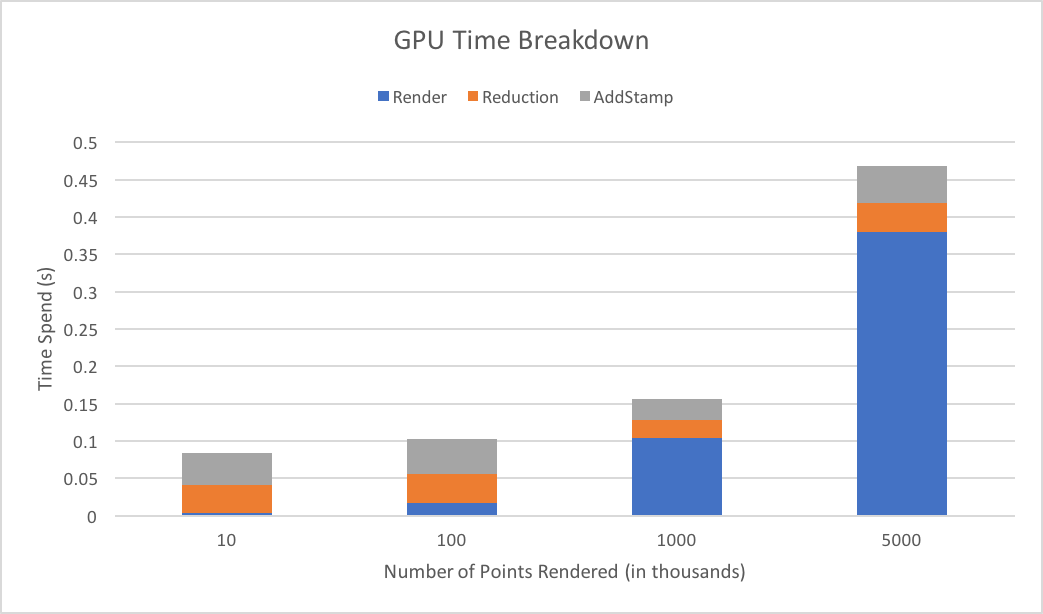 GPU Time Breakdown
Render Reduction AddStamp
0.5
0.45
0.4
0.35
0.3
0.25
0.2
0.15
0.1
0.05
0
Time Spend (s)
10 100 1000 5000
Number of Points Rendered (in thousands)